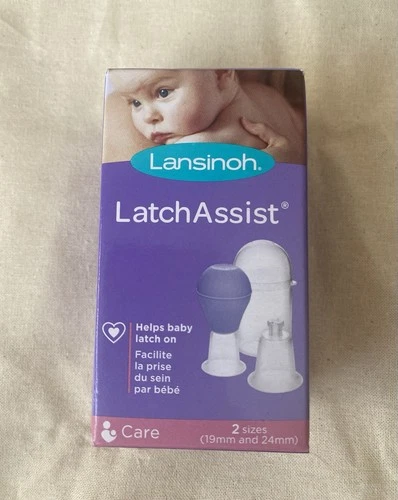 Lansinoh®
LatchAssist®
Helps baby
latch on
Facilite
la prise
du sein
par bébé
Care
2 sizes
(19mm and 24mm)